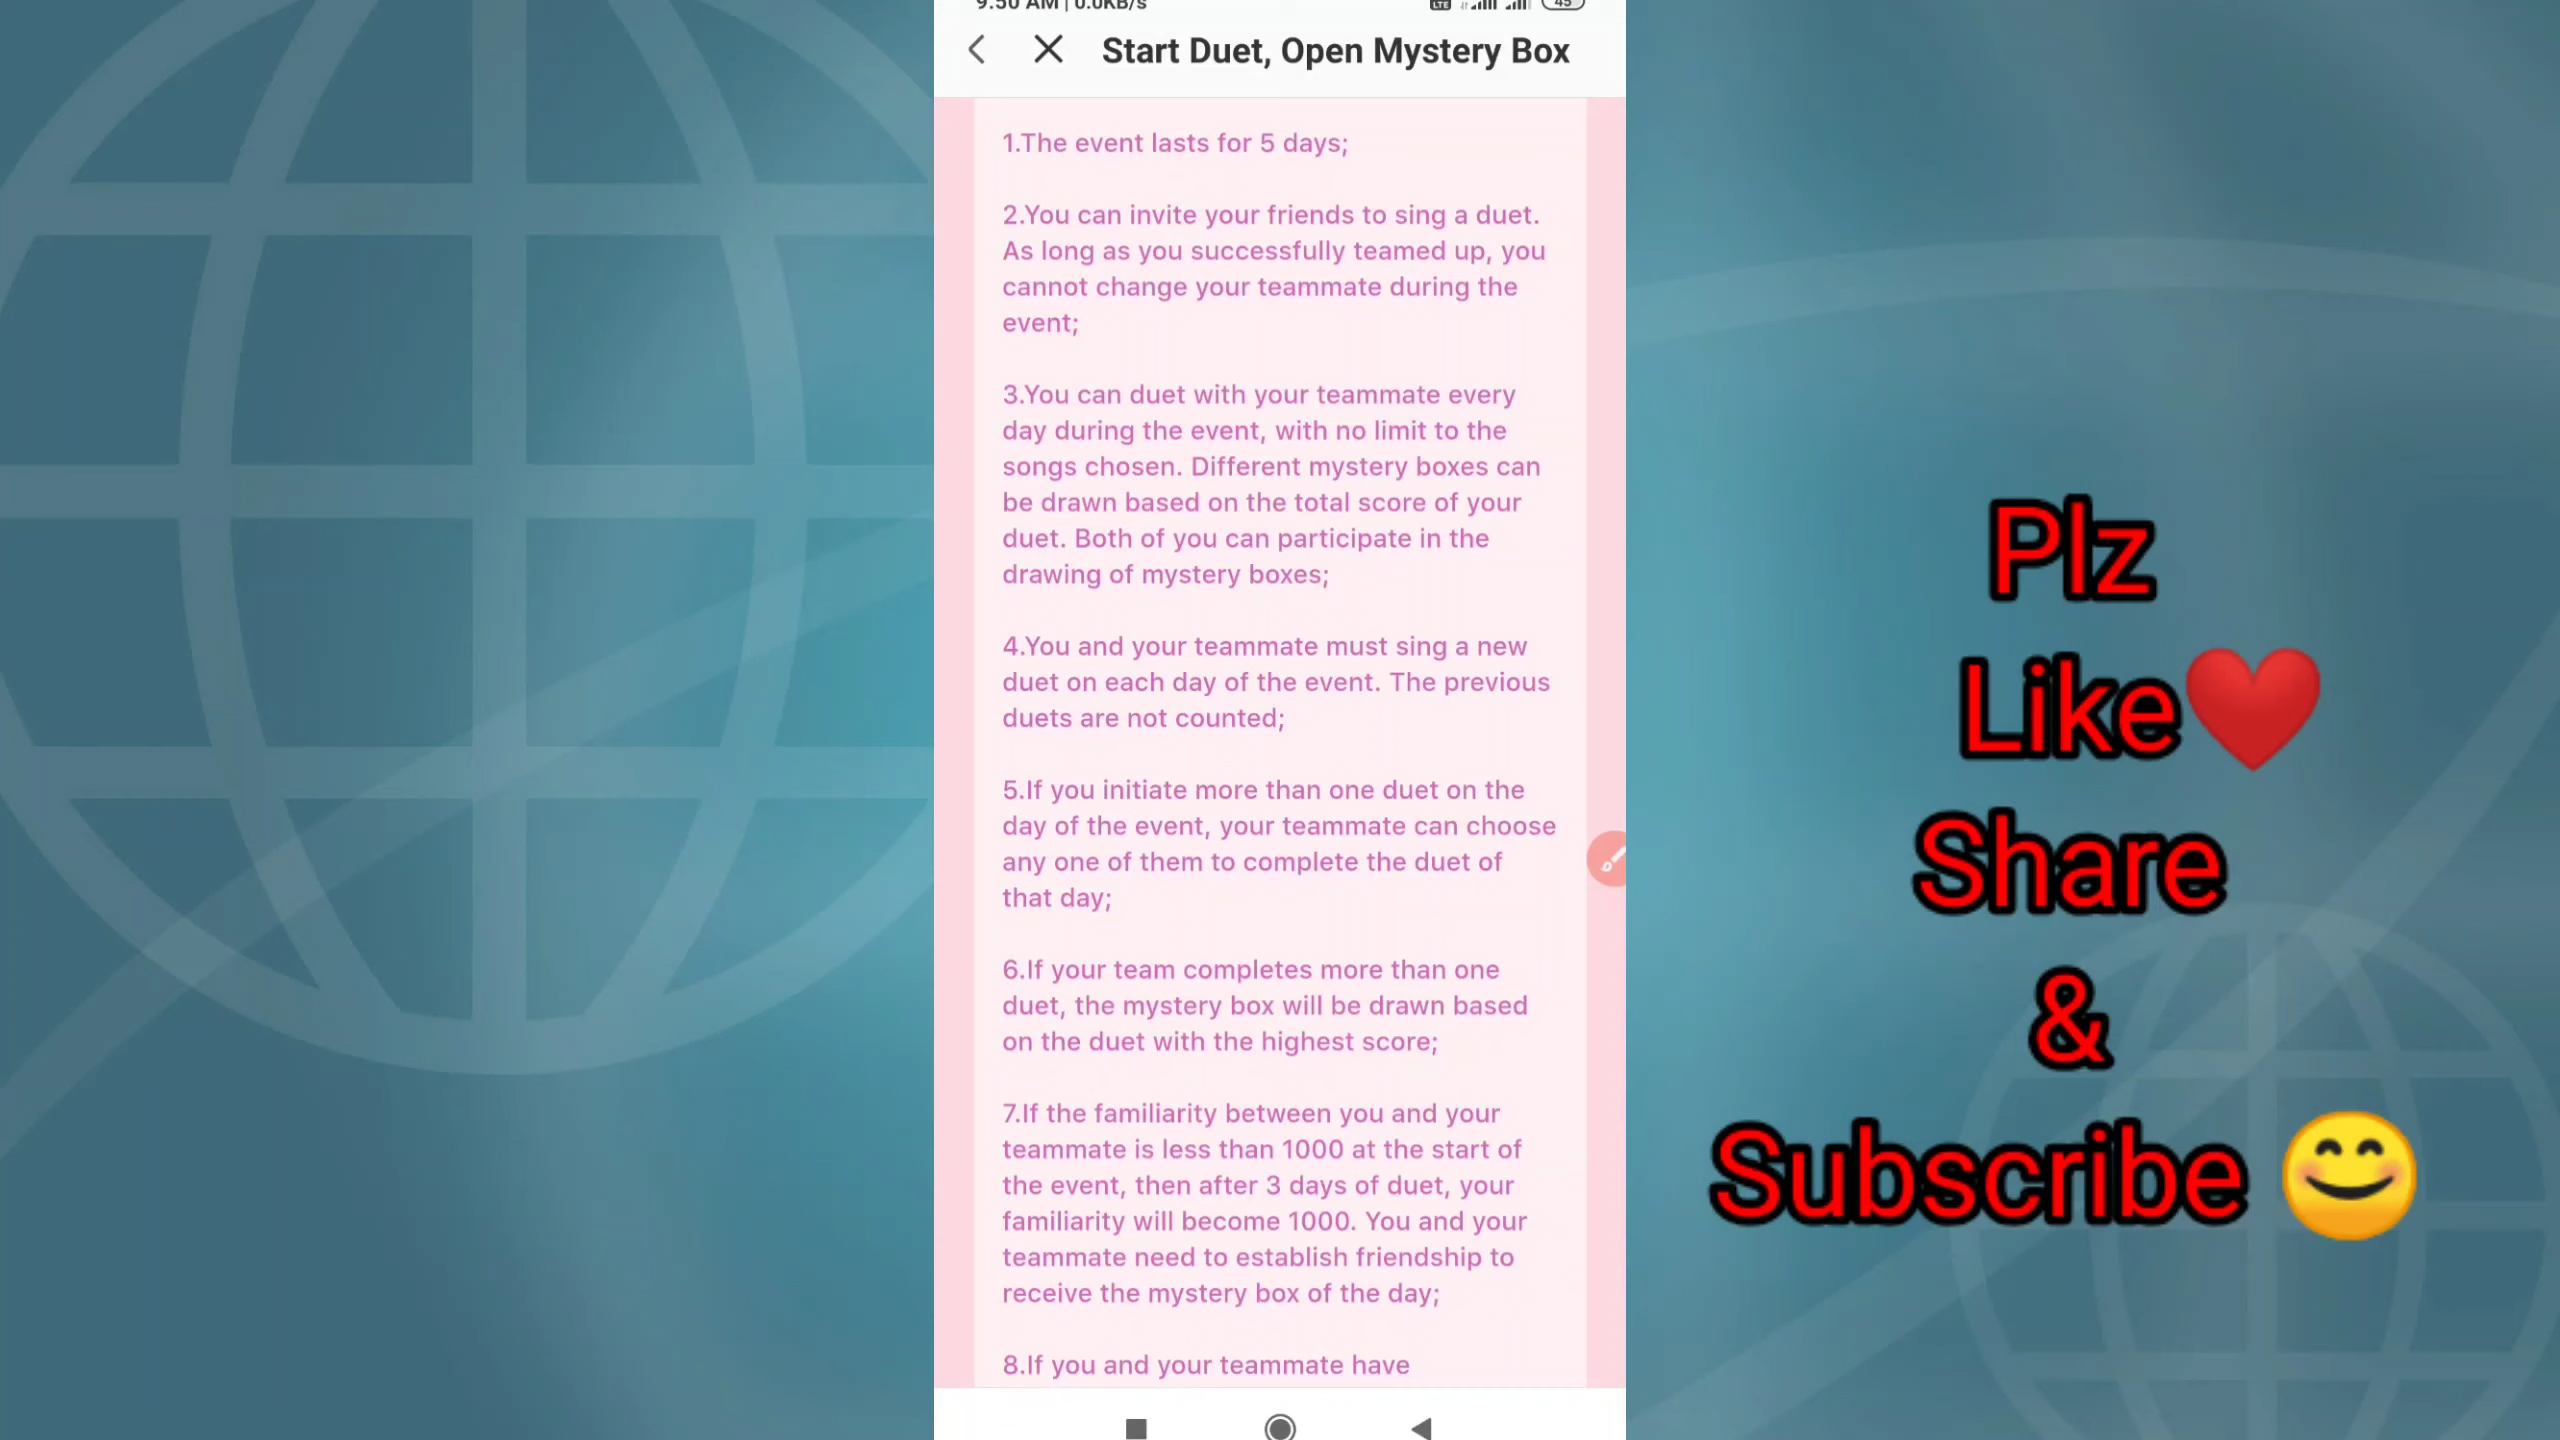 9:50 AM | 0.0KB/s
LTE
45
Start Duet, Open Mystery Box
1.The event lasts for 5 days;
2.You can invite your friends to sing a duet.
As long as you successfully teamed up, you
cannot change your teammate during the
event;
3.You can duet with your teammate every
day during the event, with no limit to the
songs chosen. Different mystery boxes can
be drawn based on the total score of your
duet. Both of you can participate in the
drawing of mystery boxes;
4.You and your teammate must sing a new
duet on each day of the event. The previous
duets are not counted;
5.If you initiate more than one duet on the
day of the event, your teammate can choose
any one of them to complete the duet of
that day;
6.If your team completes more than one
duet, the mystery box will be drawn based
on the duet with the highest score;
7.If the familiarity between you and your
teammate is less than 1000 at the start of
the event, then after 3 days of duet, your
familiarity will become 1000. You and your
teammate need to establish friendship to
receive the mystery box of the day;
8.If you and your teammate have
Plz
Like❤️
Share
&
Subscribe 😊